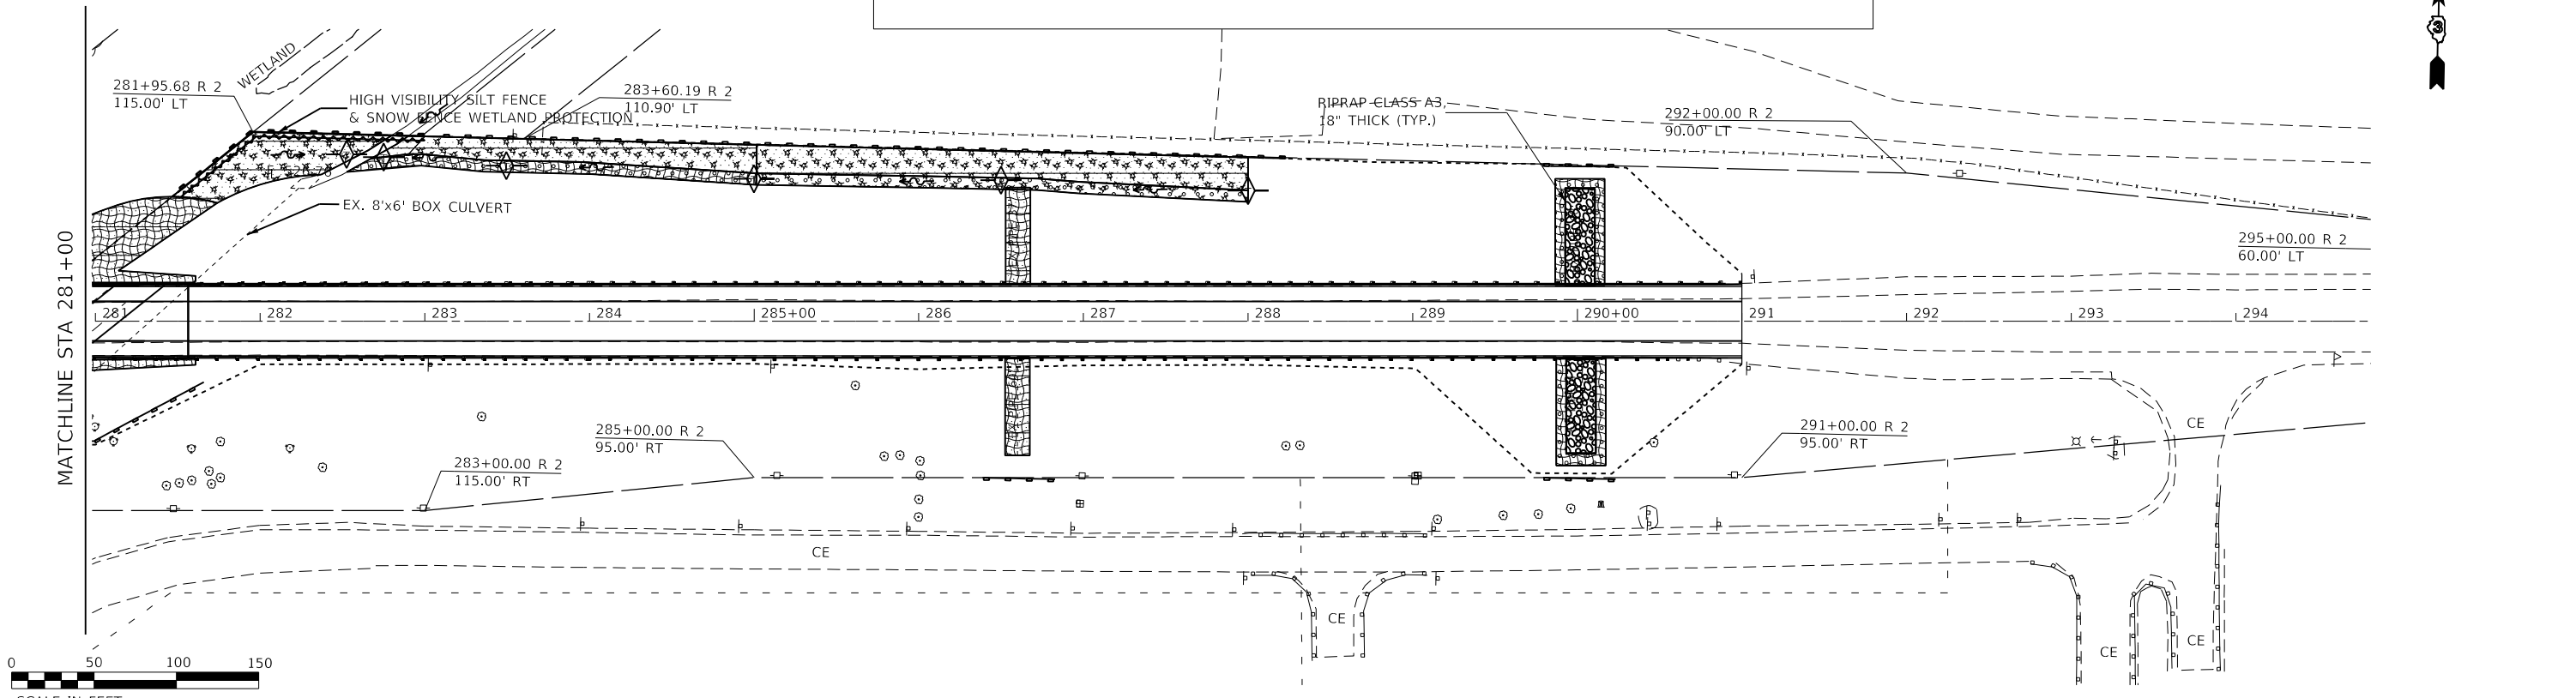 WETLAND
281+95.68 R 2
115.00' LT
HIGH VISIBILITY SILT FENCE
& SNOW FENCE WETLAND PROTECTION
283+60.19 R 2
110.90' LT
RIPRAP CLASS A3,
18" THICK (TYP.)
292+00.00 R 2
90.00' LT
3
EX. 8'x6' BOX CULVERT
295+00.00 R 2
60.00' LT
MATCHLINE STA 281+00
281 282 283 284 285+00 286 287 288 289 290+00 291 292 293 294
285+00.00 R 2
95.00' RT
283+00.00 R 2
115.00' RT
291+00.00 R 2
95.00' RT
CE
CE
CE
CE
CE
0 50 100 150
SCALE IN FEET